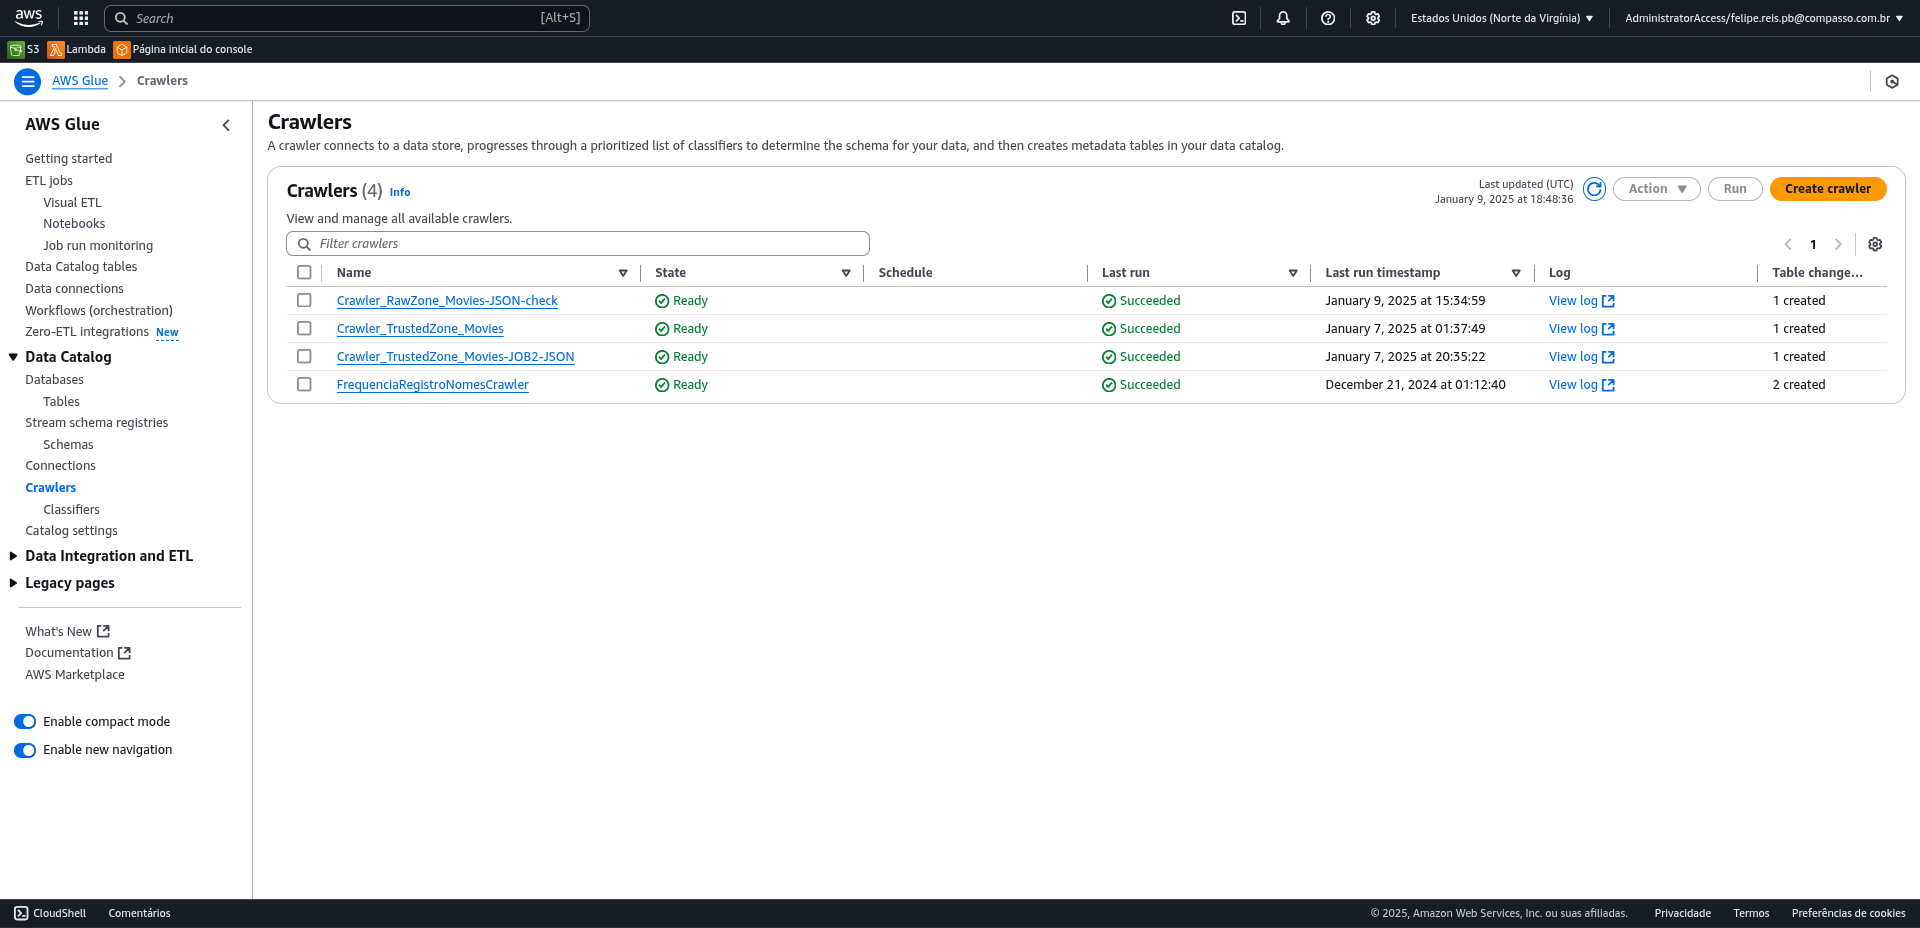 aws Search [Alt+S] Estados Unidos (Norte da Virgínia) AdministratorAccess/felipe.reis.pb@compasso.com.br
S3 Lambda Página inicial do console
AWS Glue Crawlers
AWS Glue
Getting started
ETL jobs
Visual ETL
Notebooks
Job run monitoring
Data Catalog tables
Data connections
Workflows (orchestration)
Zero-ETL integrations New
Data Catalog
Databases
Tables
Stream schema registries
Schemas
Connections
Crawlers
Classifiers
Catalog settings
Data Integration and ETL
Legacy pages
What's New
Documentation
AWS Marketplace
Enable compact mode
Enable new navigation
Crawlers
A crawler connects to a data store, progresses through a prioritized list of classifiers to determine the schema for your data, and then creates metadata tables in your data catalog.
Crawlers (4) Info
Last updated (UTC)
January 9, 2025 at 18:48:36
Action Run Create crawler
View and manage all available crawlers.
Filter crawlers 1
Name State Schedule Last run Last run timestamp Log Table change...
Crawler_RawZone_Movies-JSON-check Ready Succeeded January 9, 2025 at 15:34:59 View log 1 created
Crawler_TrustedZone_Movies Ready Succeeded January 7, 2025 at 01:37:49 View log 1 created
Crawler_TrustedZone_Movies-JOB2-JSON Ready Succeeded January 7, 2025 at 20:35:22 View log 1 created
FrequenciaRegistroNomesCrawler Ready Succeeded December 21, 2024 at 01:12:40 View log 2 created
CloudShell Comentários © 2025, Amazon Web Services, Inc. ou suas afiliadas. Privacidade Termos Preferências de cookies